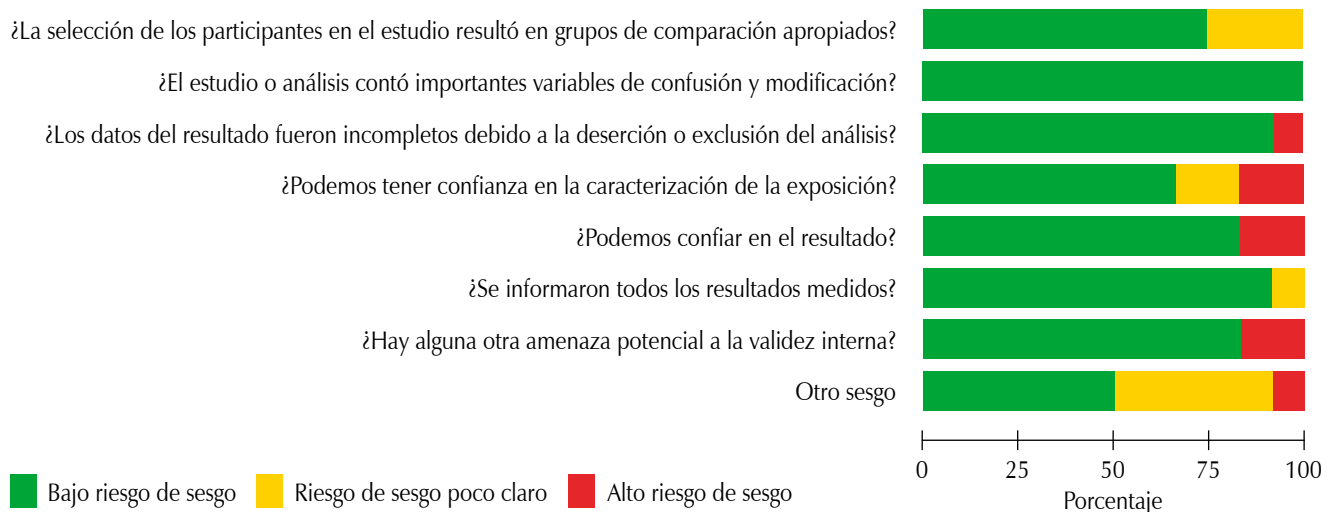 ¿La selección de los participantes en el estudio resultó en grupos de comparación apropiados?
¿El estudio o análisis contó importantes variables de confusión y modificación?
¿Los datos del resultado fueron incompletos debido a la deserción o exclusión del análisis?
¿Podemos tener confianza en la caracterización de la exposición?
¿Podemos confiar en el resultado?
¿Se informaron todos los resultados medidos?
¿Hay alguna otra amenaza potencial a la validez interna?
Otro sesgo
0 25 50 75 100
Porcentaje
Bajo riesgo de sesgo
Riesgo de sesgo poco claro
Alto riesgo de sesgo